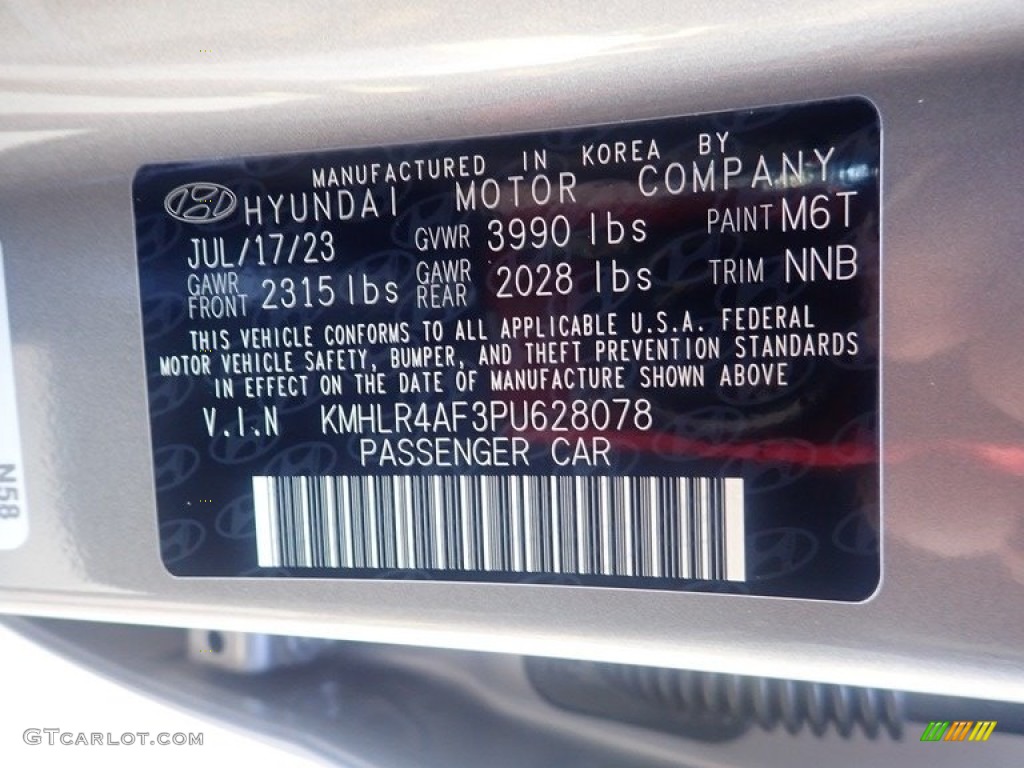 MANUFACTURED IN KOREA BY
HYUNDAI MOTOR COMPANY
JUL/17/23 GVWR 3990 lbs PAINT M6T
GAWR FRONT 2315 lbs GAWR REAR 2028 lbs TRIM NNB
THIS VEHICLE CONFORMS TO ALL APPLICABLE U.S.A. FEDERAL
MOTOR VEHICLE SAFETY, BUMPER, AND THEFT PREVENTION STANDARDS
IN EFFECT ON THE DATE OF MANUFACTURE SHOWN ABOVE
V.I.N KMHLR4AF3PU628078
PASSENGER CAR
N58
GTCARLOT.COM